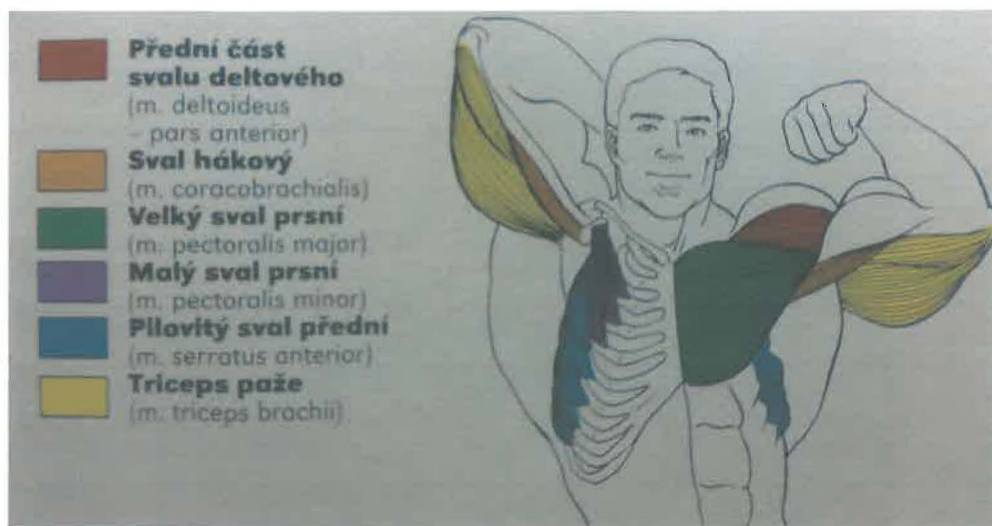 Přední část
svalu deltového
(m. deltoideus
– pars anterior)
Sval hákový
(m. coracobrachialis)
Velký sval prsní
(m. pectoralis major)
Malý sval prsní
(m. pectoralis minor)
Pilovitý sval přední
(m. serratus anterior)
Triceps paže
(m. triceps brachii)